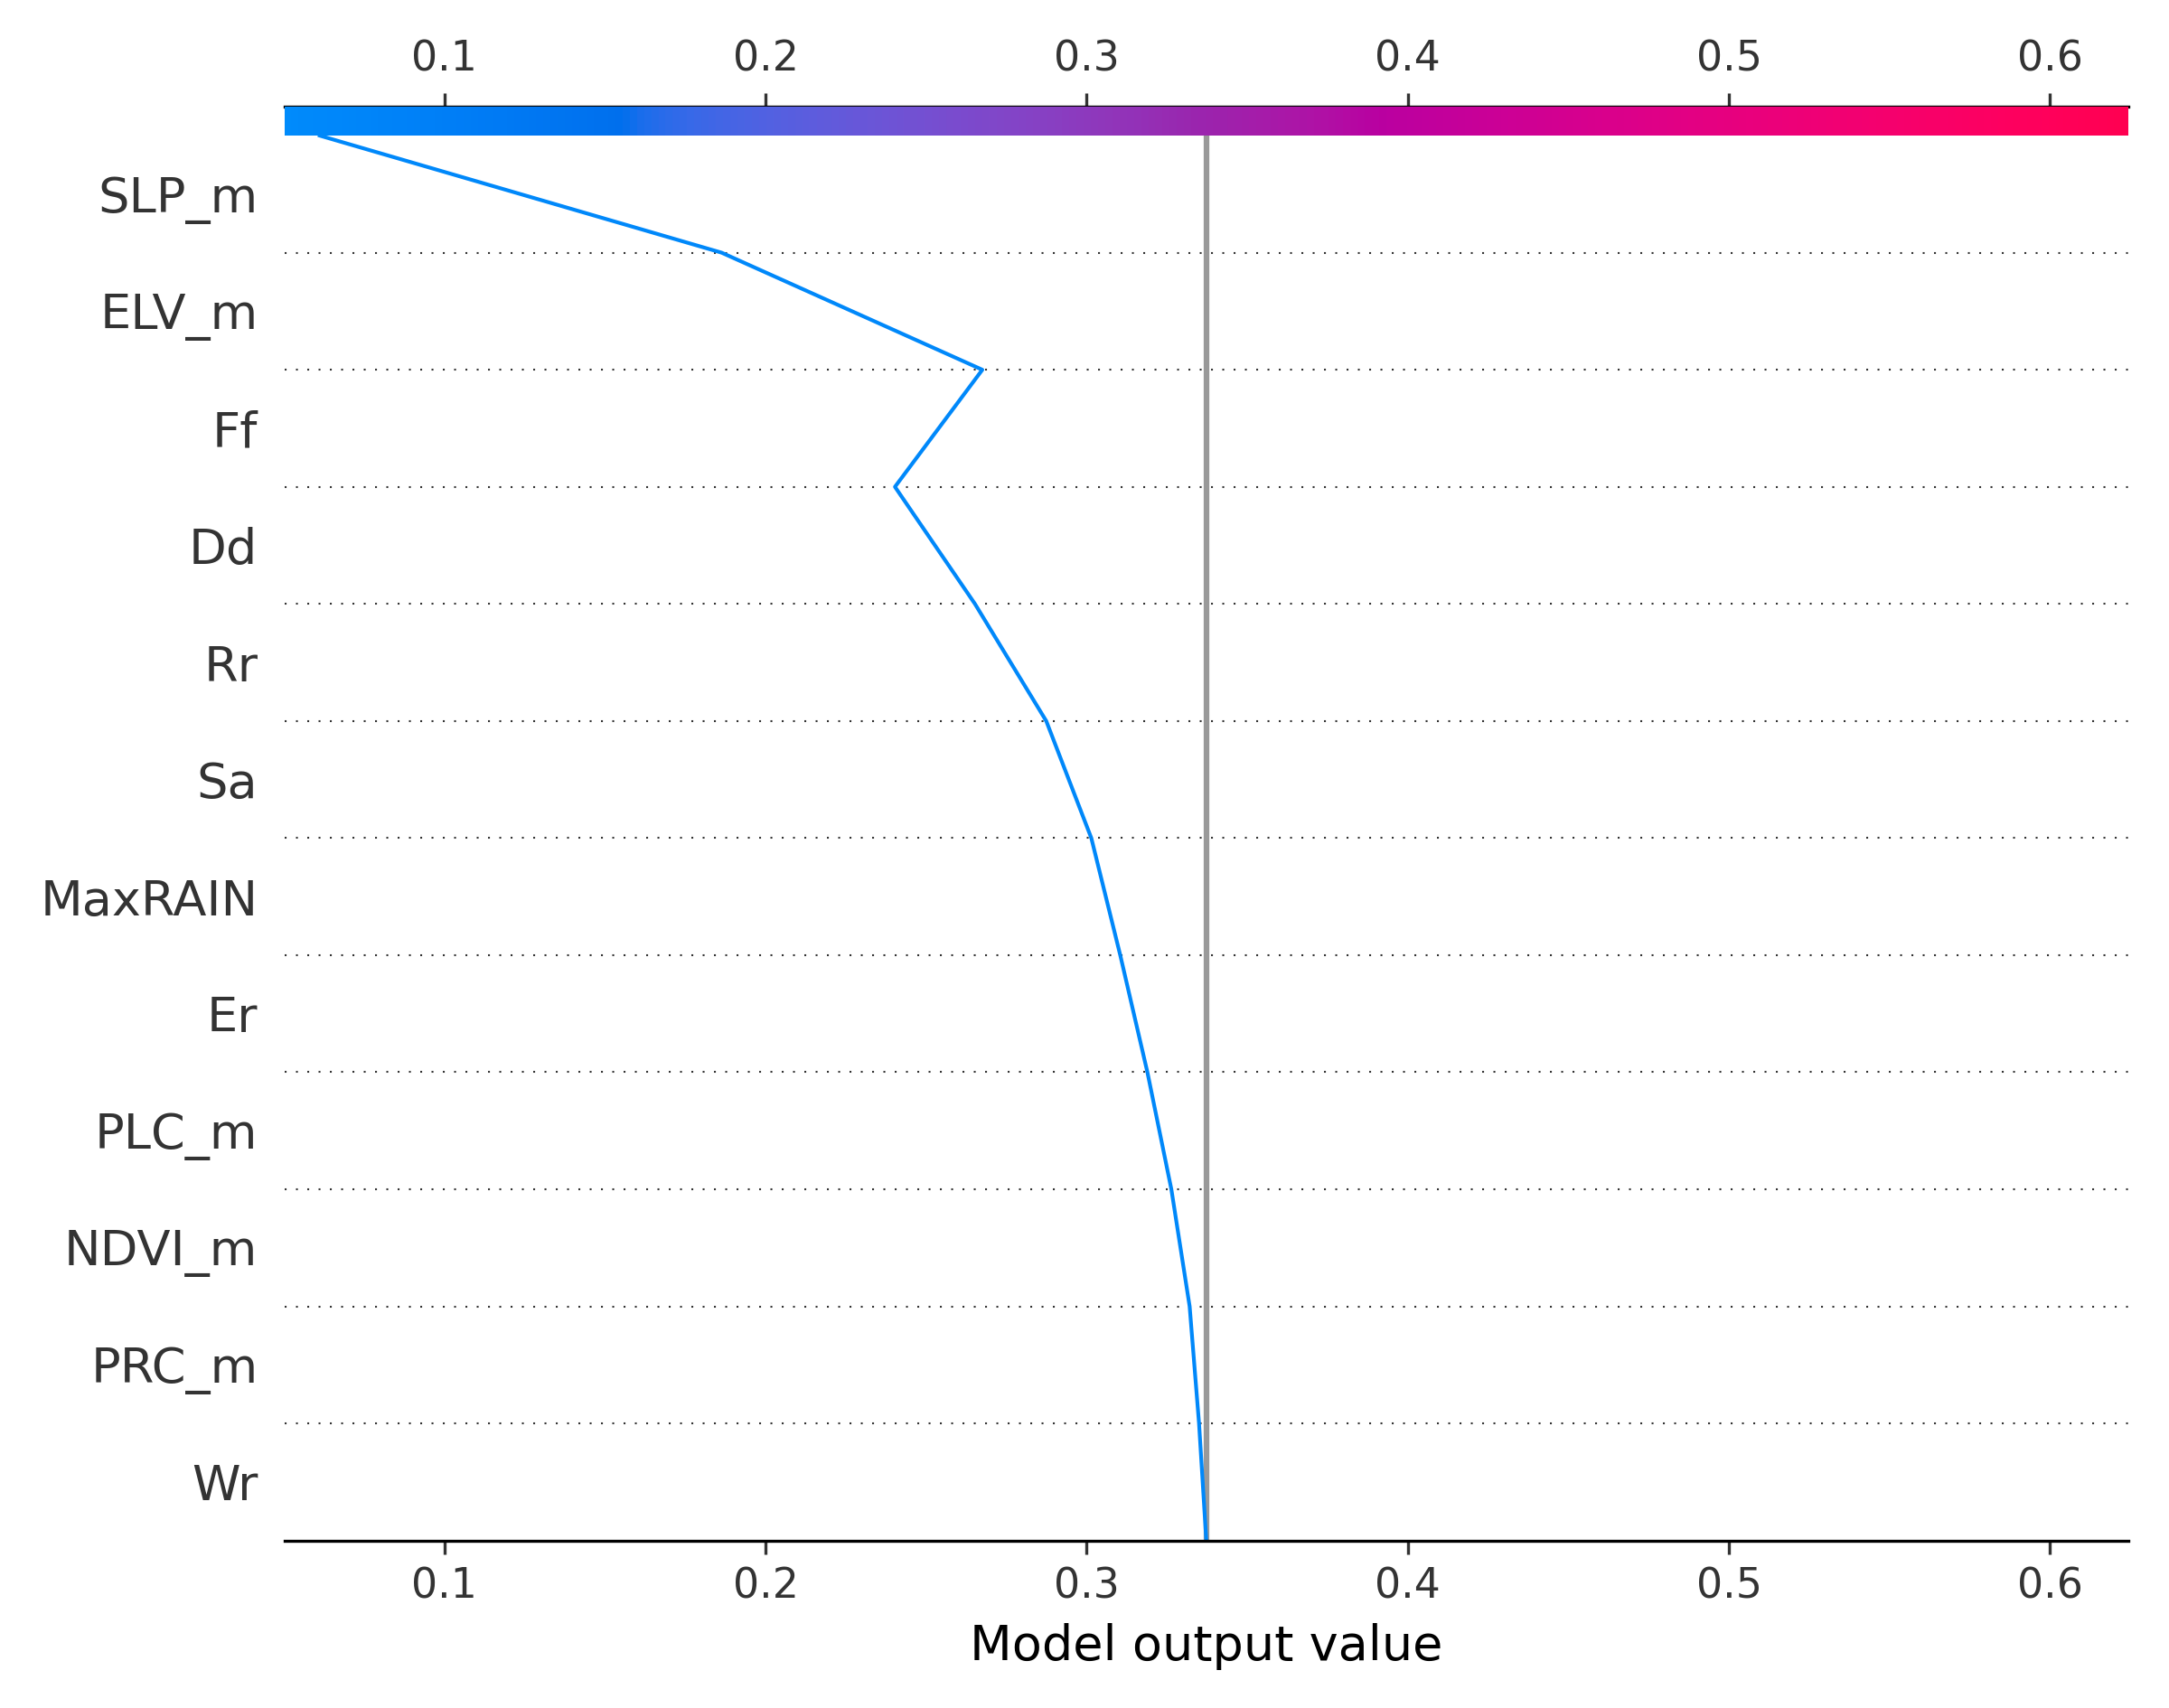 0.1 0.2 0.3 0.4 0.5 0.6
SLP_m
ELV_m
Ff
Dd
Rr
Sa
MaxRAIN
Er
PLC_m
NDVI_m
PRC_m
Wr
0.1 0.2 0.3 0.4 0.5 0.6
Model output value